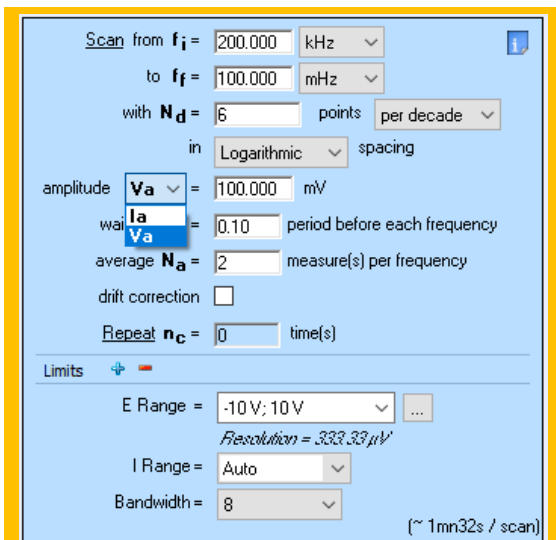 Scan from fi = 200.000 kHz
to ff = 100.000 mHz
with Nd = 6 points per decade
in Logarithmic spacing
amplitude Va = 100.000 mV
Ia
wai = 0.10 period before each frequency
Va
average Na = 2 measure(s) per frequency
drift correction
Repeat nc = 0 time(s)
Limits
E Range = -10 V; 10 V ...
Resolution = 333.33 µV
I Range = Auto
Bandwidth = 8
(~ 1mn32s / scan)